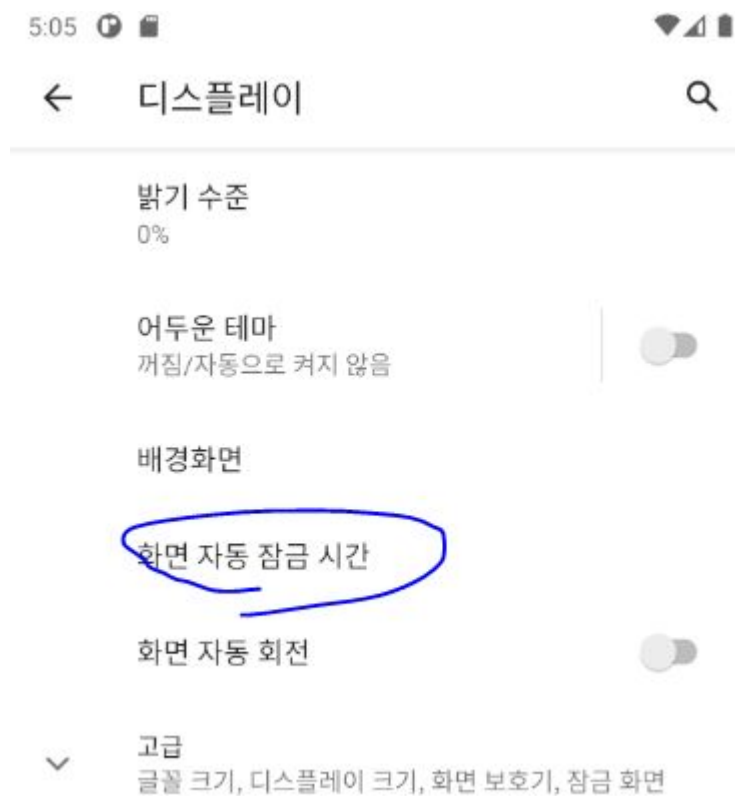 5:05
디스플레이
밝기 수준
0%
어두운 테마
꺼짐/자동으로 켜지 않음
배경화면
화면 자동 잠금 시간
화면 자동 회전
고급
글꼴 크기, 디스플레이 크기, 화면 보호기, 잠금 화면